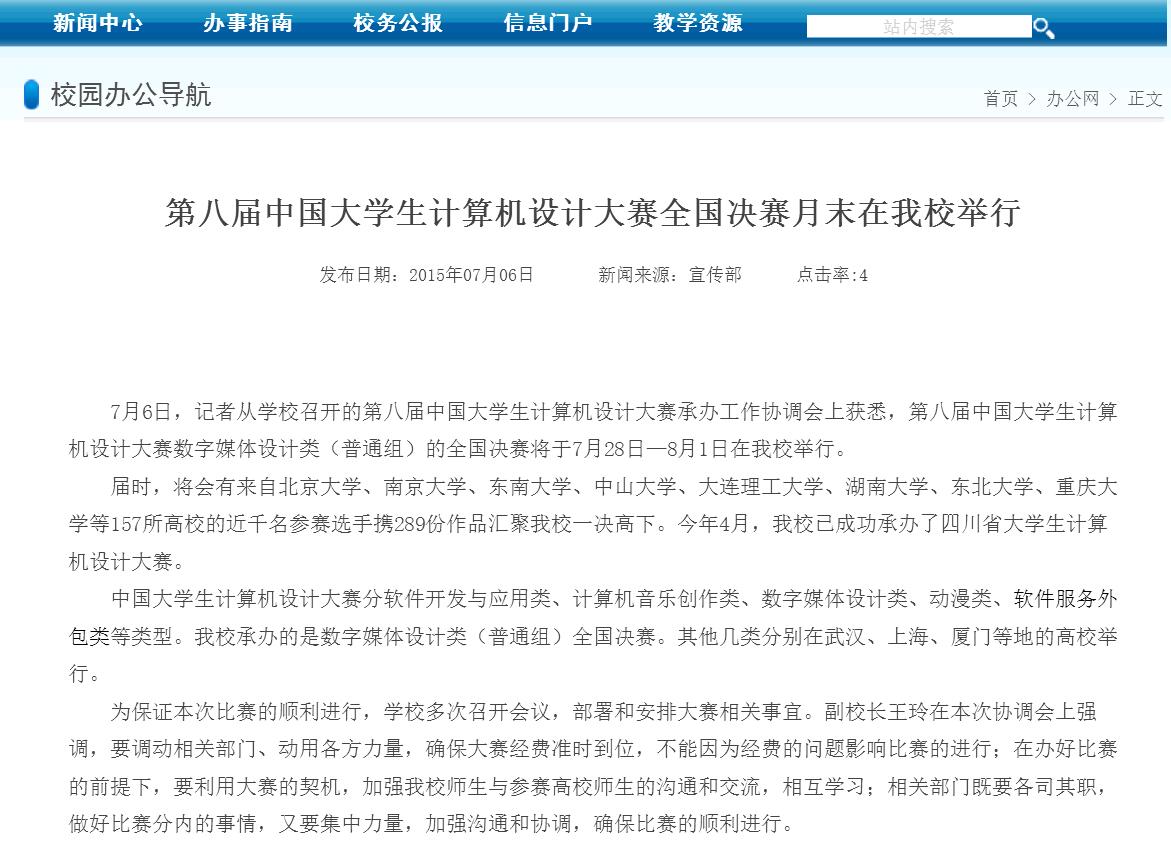 新闻中心 办事指南 校务公报 信息门户 教学资源 站内搜索
校园办公导航
首页 > 办公网 > 正文
第八届中国大学生计算机设计大赛全国决赛月末在我校举行
发布日期：2015年07月06日 新闻来源：宣传部 点击率:4
7月6日，记者从学校召开的第八届中国大学生计算机设计大赛承办工作协调会上获悉，第八届中国大学生计算
机设计大赛数字媒体设计类（普通组）的全国决赛将于7月28日—8月1日在我校举行。
届时，将会有来自北京大学、南京大学、东南大学、中山大学、大连理工大学、湖南大学、东北大学、重庆大
学等157所高校的近千名参赛选手携289份作品汇聚我校一决高下。今年4月，我校已成功承办了四川省大学生计算
机设计大赛。
中国大学生计算机设计大赛分软件开发与应用类、计算机音乐创作类、数字媒体设计类、动漫类、软件服务外
包类等类型。我校承办的是数字媒体设计类（普通组）全国决赛。其他几类分别在武汉、上海、厦门等地的高校举
行。
为保证本次比赛的顺利进行，学校多次召开会议，部署和安排大赛相关事宜。副校长王玲在本次协调会上强
调，要调动相关部门、动用各方力量，确保大赛经费准时到位，不能因为经费的问题影响比赛的进行；在办好比赛
的前提下，要利用大赛的契机，加强我校师生与参赛高校师生的沟通和交流，相互学习；相关部门既要各司其职，
做好比赛分内的事情，又要集中力量，加强沟通和协调，确保比赛的顺利进行。